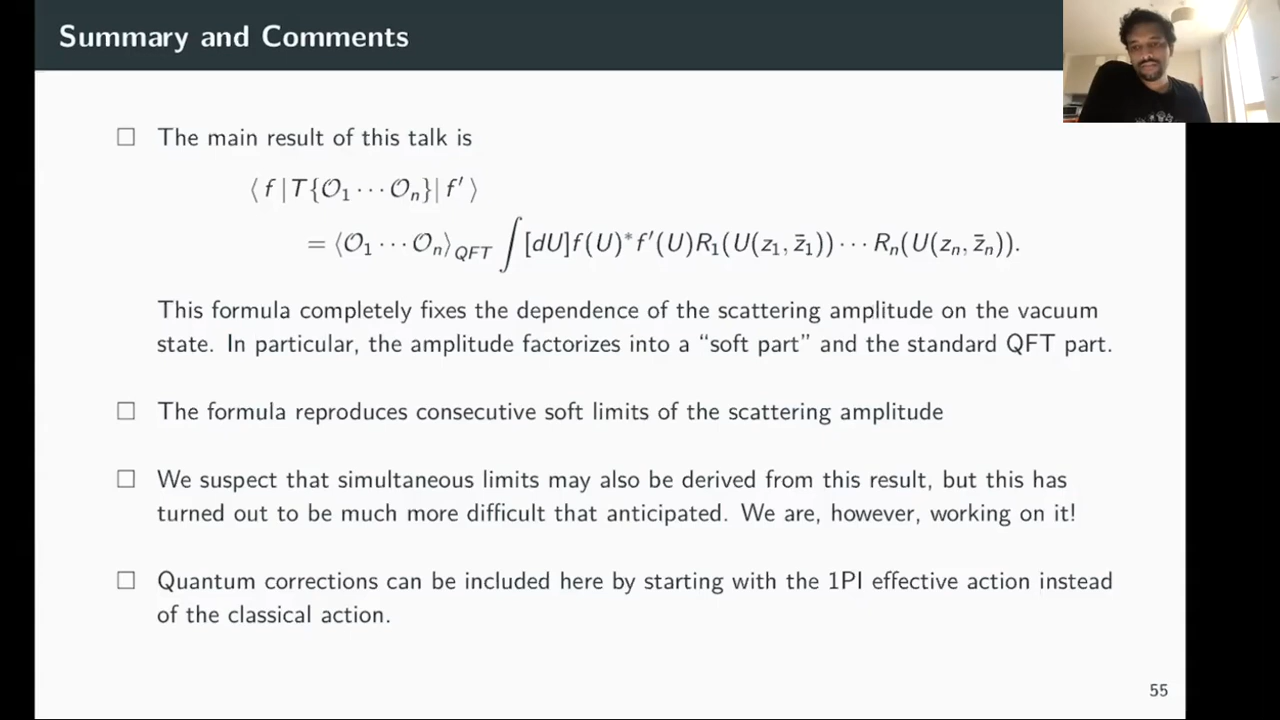 Summary and Comments
□ The main result of this talk is
⟨ f | T{𝒪₁ ··· 𝒪ₙ} | f′ ⟩
= ⟨𝒪₁ ··· 𝒪ₙ⟩_QFT ∫ [dU] f(U)* f′(U) R₁(U(z₁, z̄₁)) ··· Rₙ(U(zₙ, z̄ₙ)).
This formula completely fixes the dependence of the scattering amplitude on the vacuum
state. In particular, the amplitude factorizes into a “soft part” and the standard QFT part.
□ The formula reproduces consecutive soft limits of the scattering amplitude
□ We suspect that simultaneous limits may also be derived from this result, but this has
turned out to be much more difficult that anticipated. We are, however, working on it!
□ Quantum corrections can be included here by starting with the 1PI effective action instead
of the classical action.
55